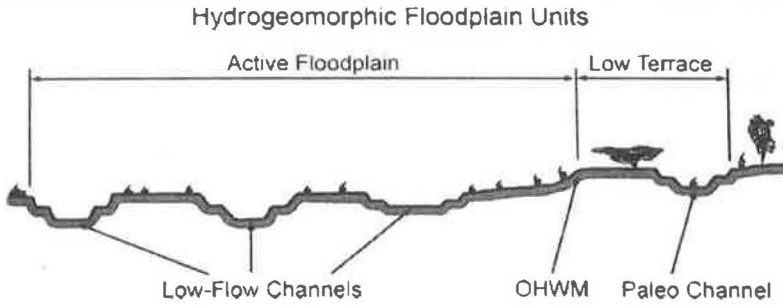 Hydrogeomorphic Floodplain Units
Active Floodplain
Low Terrace
Low-Flow Channels
OHWM
Paleo Channel